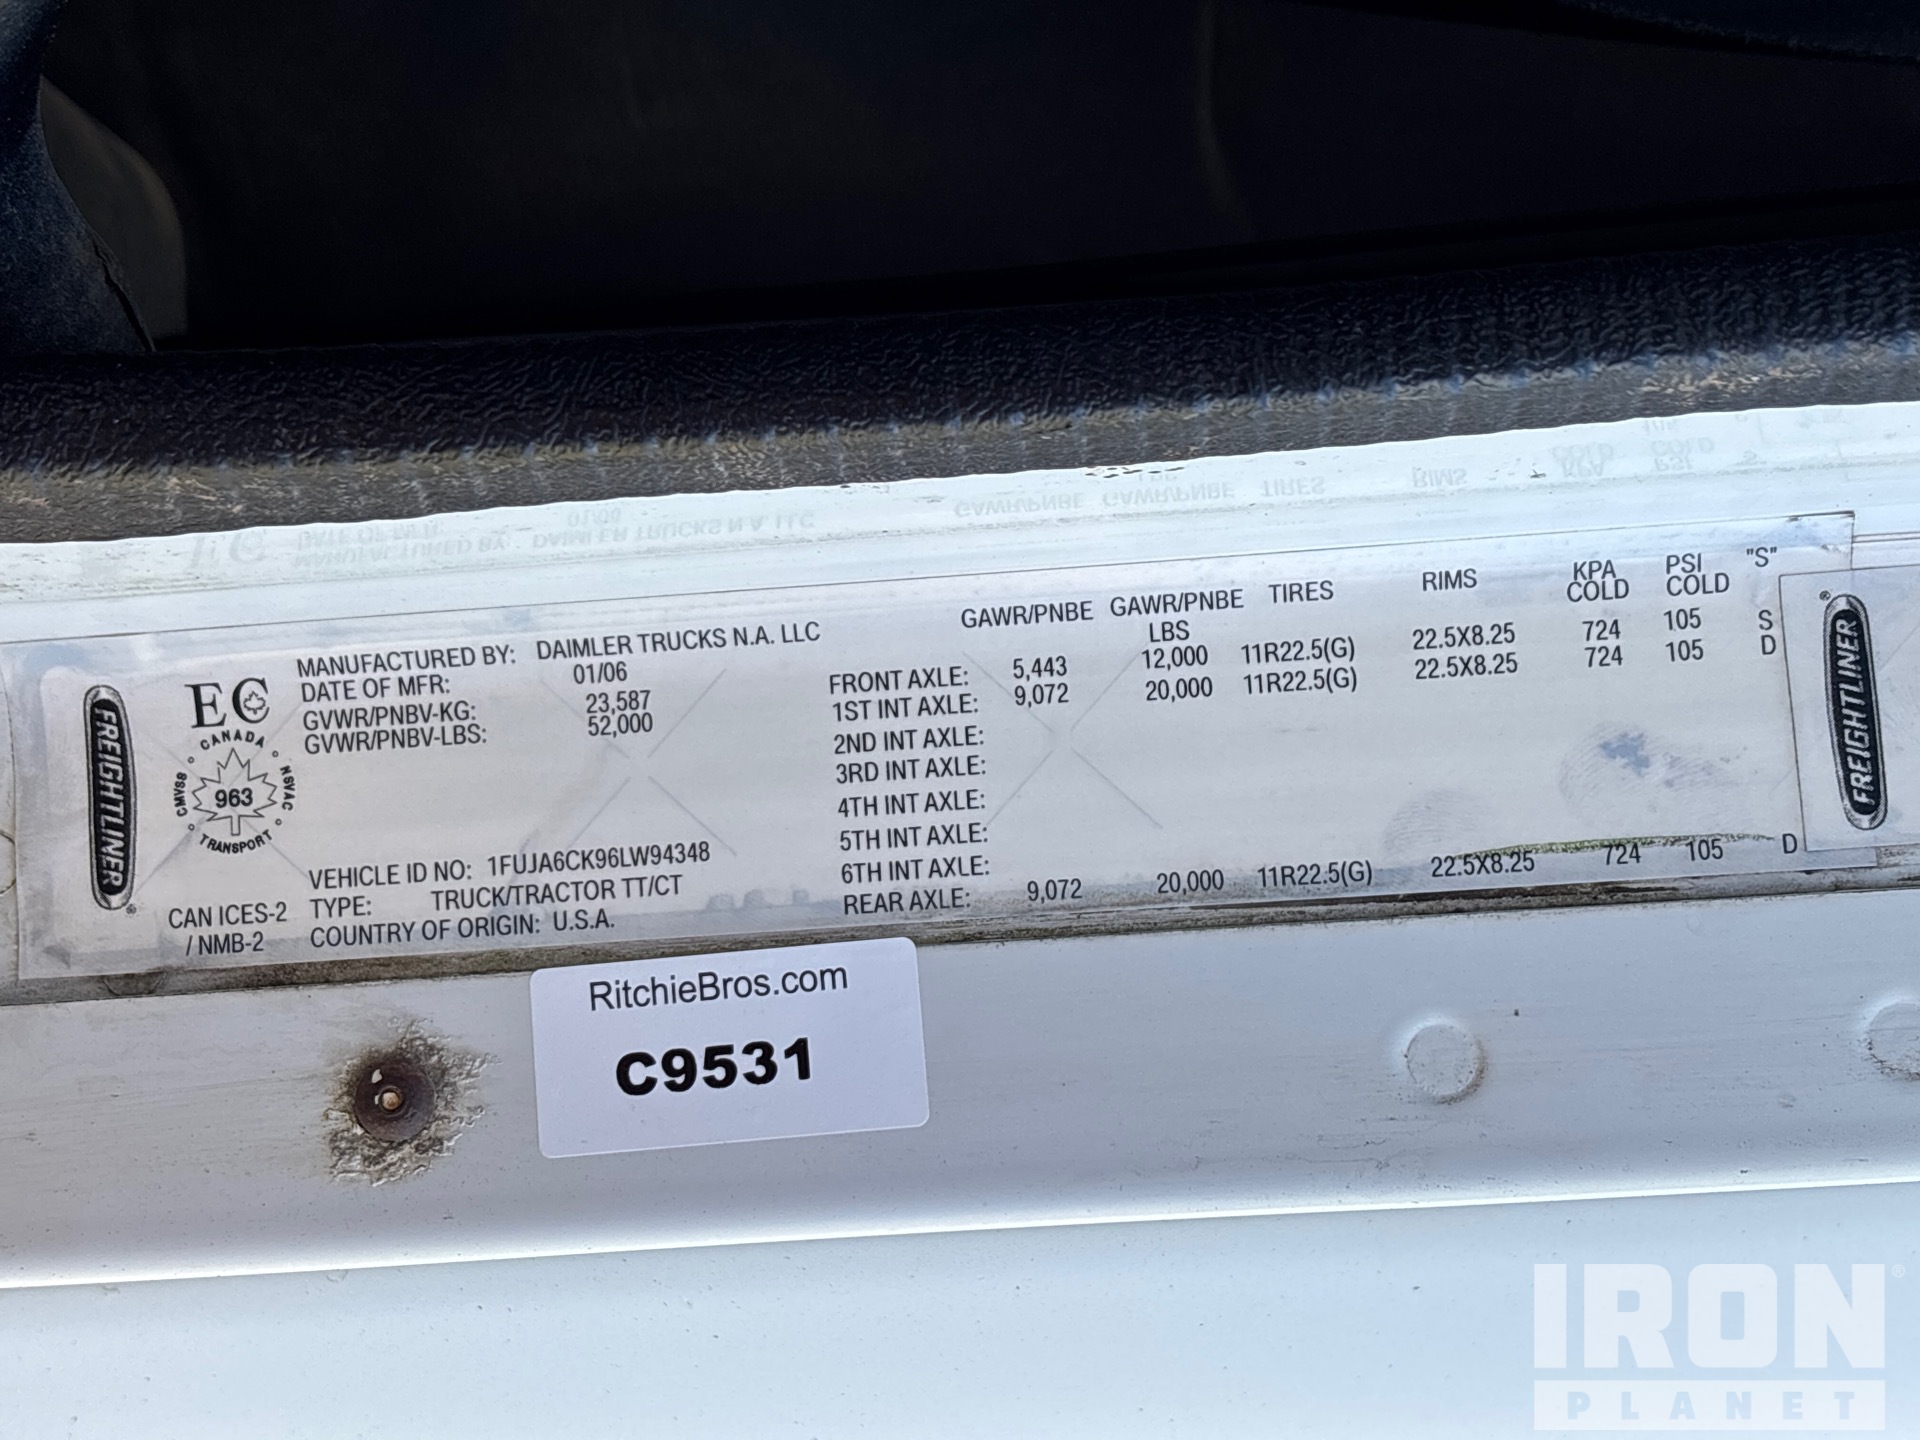 FREIGHTLINER ®
EC
CANADA
CMVSS 963 NSVAC
TRANSPORT
CAN ICES-2
/ NMB-2
MANUFACTURED BY: DAIMLER TRUCKS N.A. LLC
DATE OF MFR: 01/06
GVWR/PNBV-KG: 23,587
GVWR/PNBV-LBS: 52,000
VEHICLE ID NO: 1FUJA6CK96LW94348
TYPE: TRUCK/TRACTOR TT/CT
COUNTRY OF ORIGIN: U.S.A.
GAWR/PNBE GAWR/PNBE LBS TIRES RIMS KPA COLD PSI COLD "S"
FRONT AXLE: 5,443 12,000 11R22.5(G) 22.5X8.25 724 105 S
1ST INT AXLE: 9,072 20,000 11R22.5(G) 22.5X8.25 724 105 D
2ND INT AXLE:
3RD INT AXLE:
4TH INT AXLE:
5TH INT AXLE:
6TH INT AXLE:
REAR AXLE: 9,072 20,000 11R22.5(G) 22.5X8.25 724 105 D
FREIGHTLINER ®
RitchieBros.com
C9531
IRON ®
PLANET